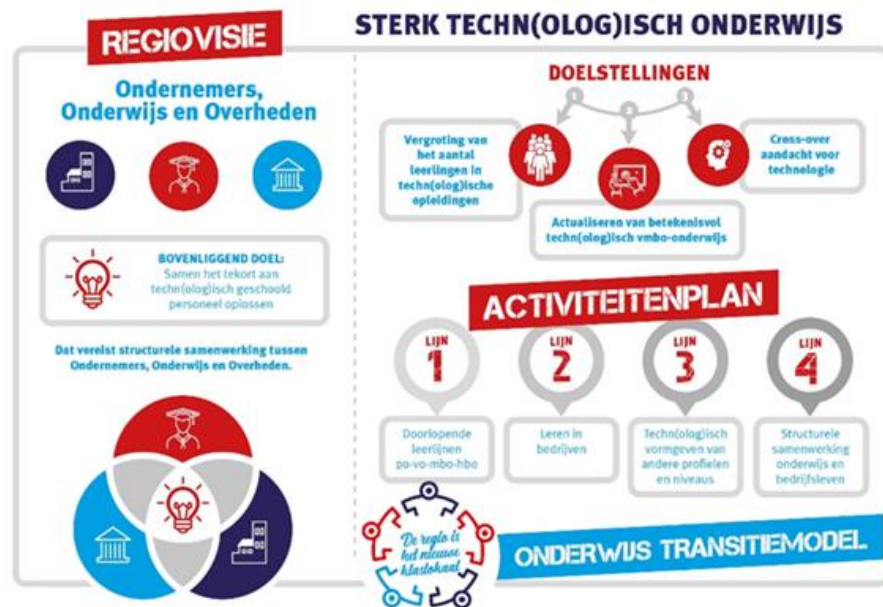 REGIOVISIE
Ondernemers,
Onderwijs en Overheden
BOVENLIGGEND DOEL:
Samen het tekort aan
techn(olog)isch geschoold
personeel oplossen
Dat vereist structurele samenwerking tussen
Ondernemers, Onderwijs en Overheden.
STERK TECHN(OLOG)ISCH ONDERWIJS
DOELSTELLINGEN
1
2
3
Vergroting van
het aantal
leerlingen in
techn(olog)ische
opleidingen
Actualiseren van betekenisvol
techn(olog)isch vmbo-onderwijs
Cross-over
aandacht voor
technologie
ACTIVITEITENPLAN
LIJN
1
Doorlopende
leerlijnen
po-vo-mbo-hbo
LIJN
2
Leren in
bedrijven
LIJN
3
Techn(olog)isch
vormgeven van
andere profielen
en niveaus
LIJN
4
Structurele
samenwerking
onderwijs en
bedrijfsleven
De regio is
het nieuwe
klaslokaal
ONDERWIJS TRANSITIEMODEL